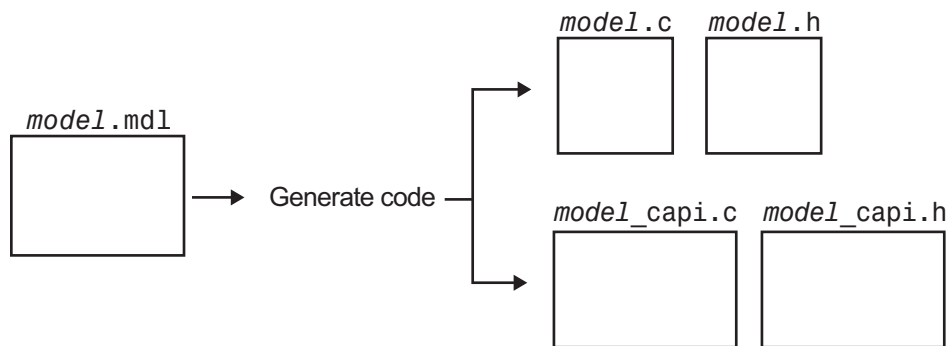 model.c model.h
model.mdl
Generate code
model_capi.c model_capi.h